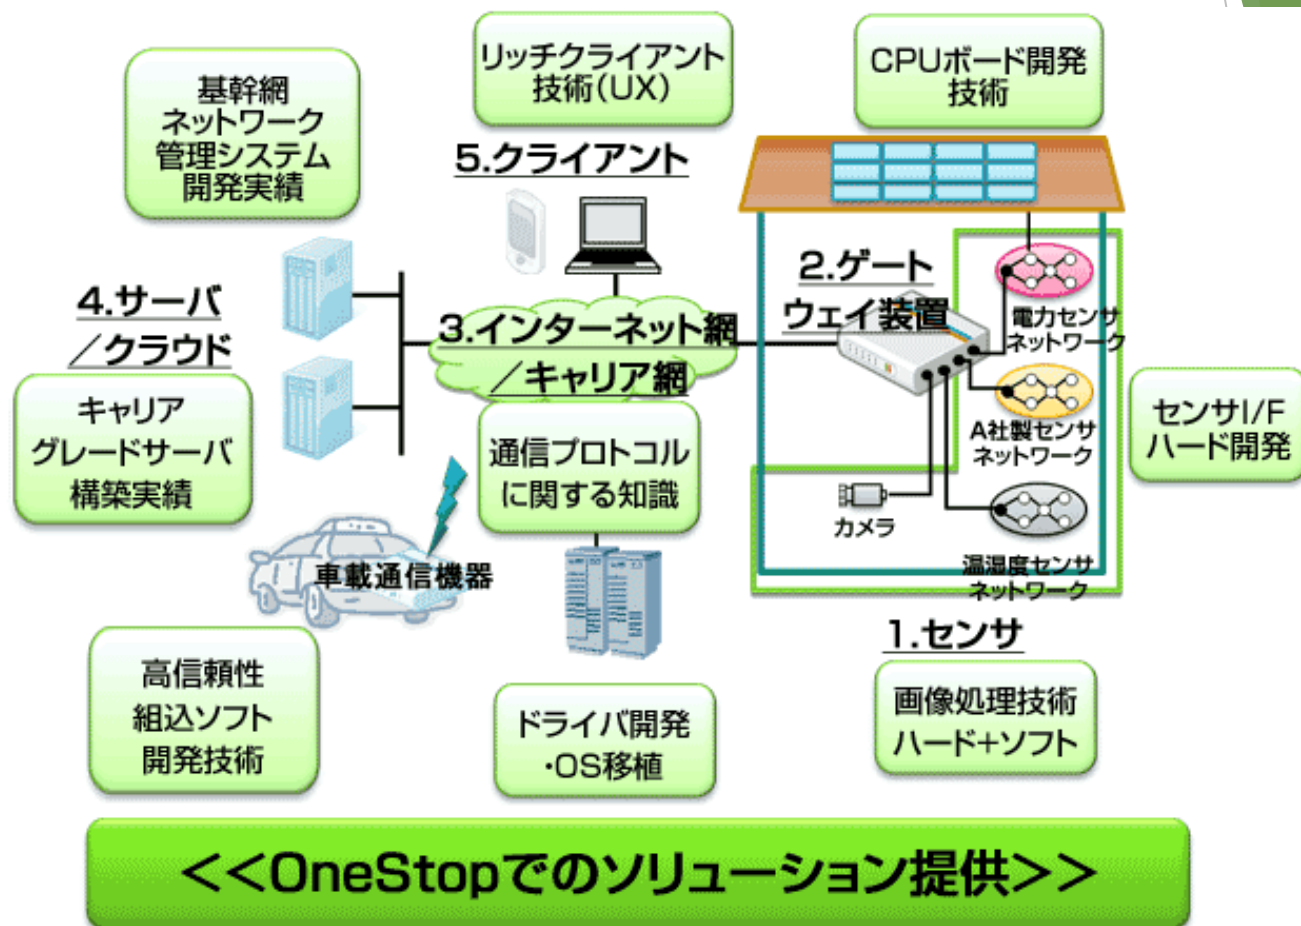 リッチクライアント
技術(UX)
CPUボード開発
技術
基幹網
ネットワーク
管理システム
開発実績
5.クライアント
2.ゲート
ウェイ装置
電力センサ
ネットワーク
4.サーバ
／クラウド
3.インターネット網
／キャリア網
A社製センサ
ネットワーク
センサI/F
ハード開発
キャリア
グレードサーバ
構築実績
通信プロトコル
に関する知識
カメラ
温湿度センサ
ネットワーク
車載通信機器
1.センサ
高信頼性
組込ソフト
開発技術
ドライバ開発
・OS移植
画像処理技術
ハード+ソフト
<<OneStopでのソリューション提供>>